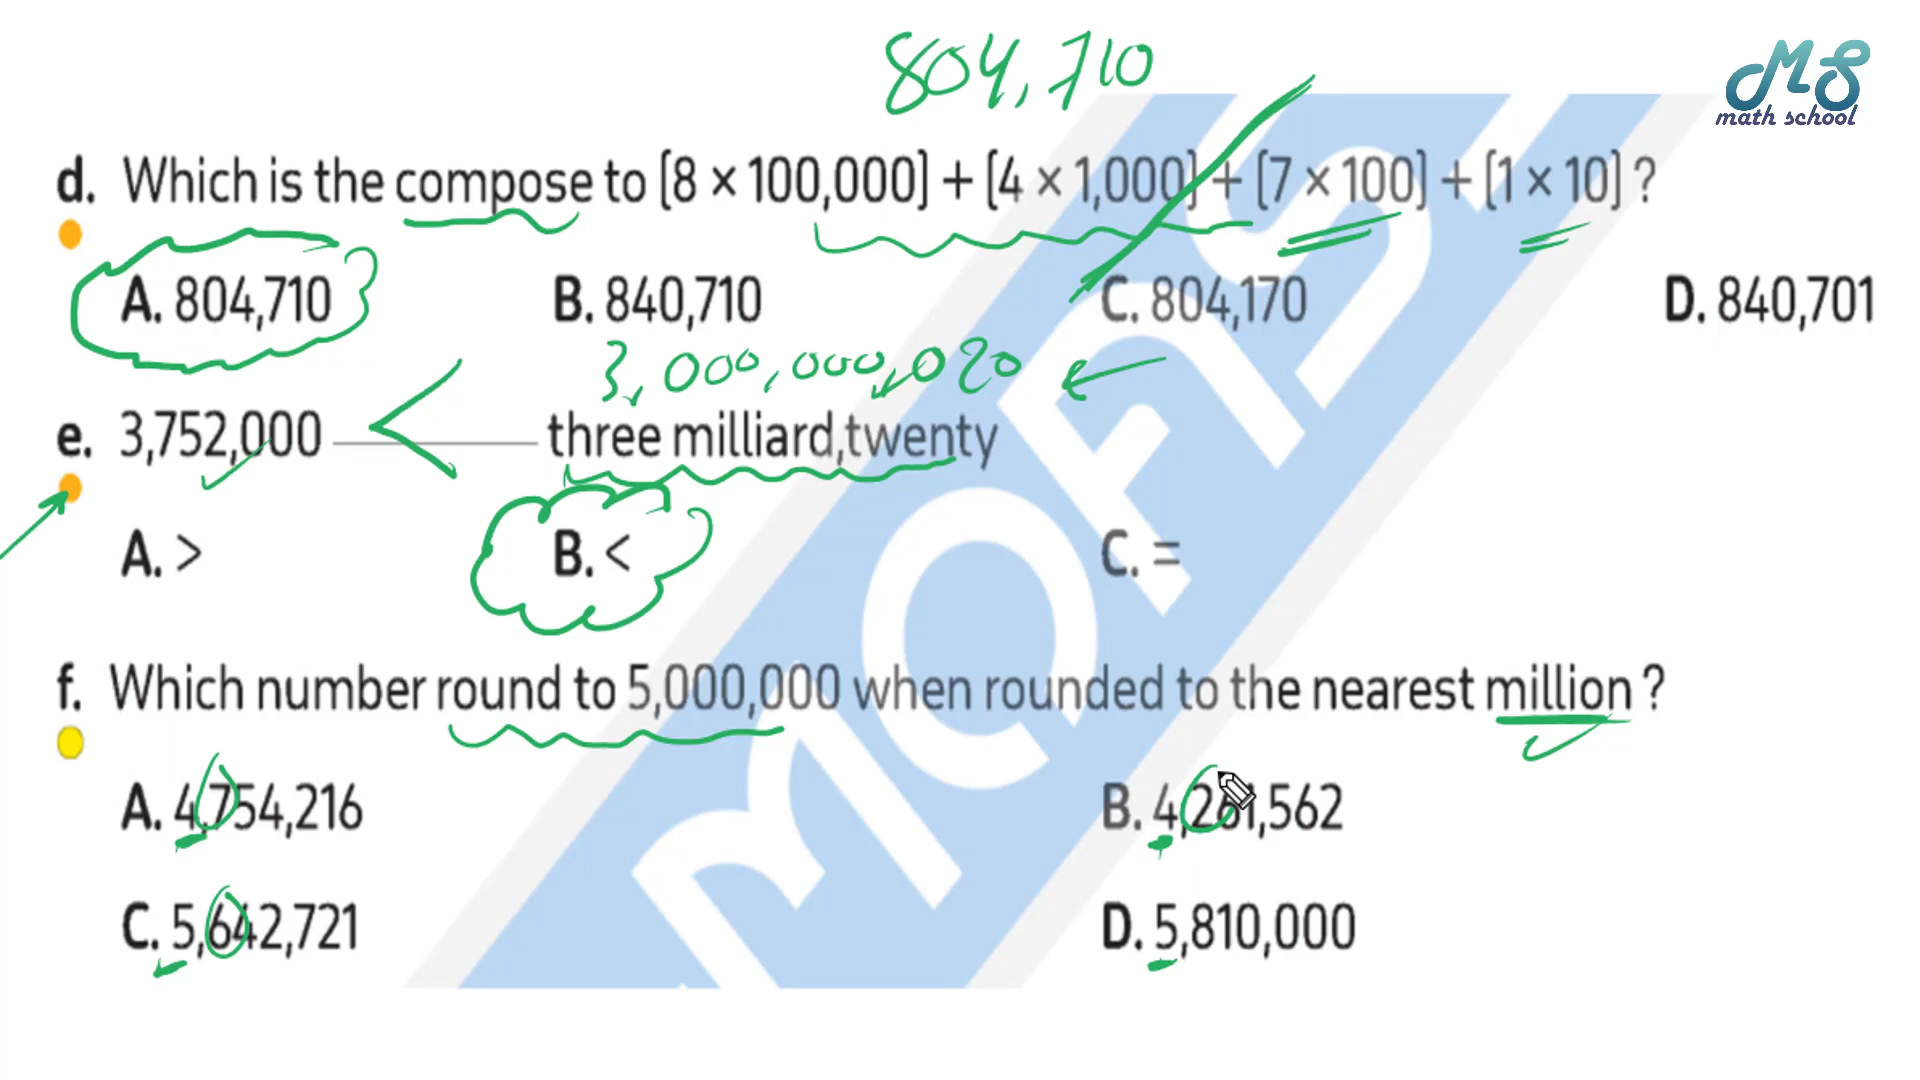 804,710
MS
math school
d. Which is the compose to (8 × 100,000) + (4 × 1,000) + (7 × 100) + (1 × 10) ?
A. 804,710 B. 840,710 C. 804,170 D. 840,701
3,000,000,020
e. 3,752,000 < three milliard,twenty
A. > B. < C. =
f. Which number round to 5,000,000 when rounded to the nearest million ?
A. 4,754,216 B. 4,261,562
C. 5,642,721 D. 5,810,000